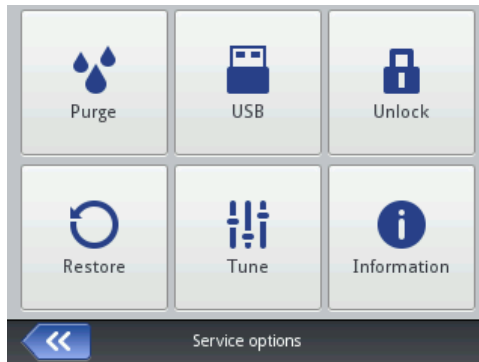 Purge
USB
Unlock
Restore
Tune
Information
Service options